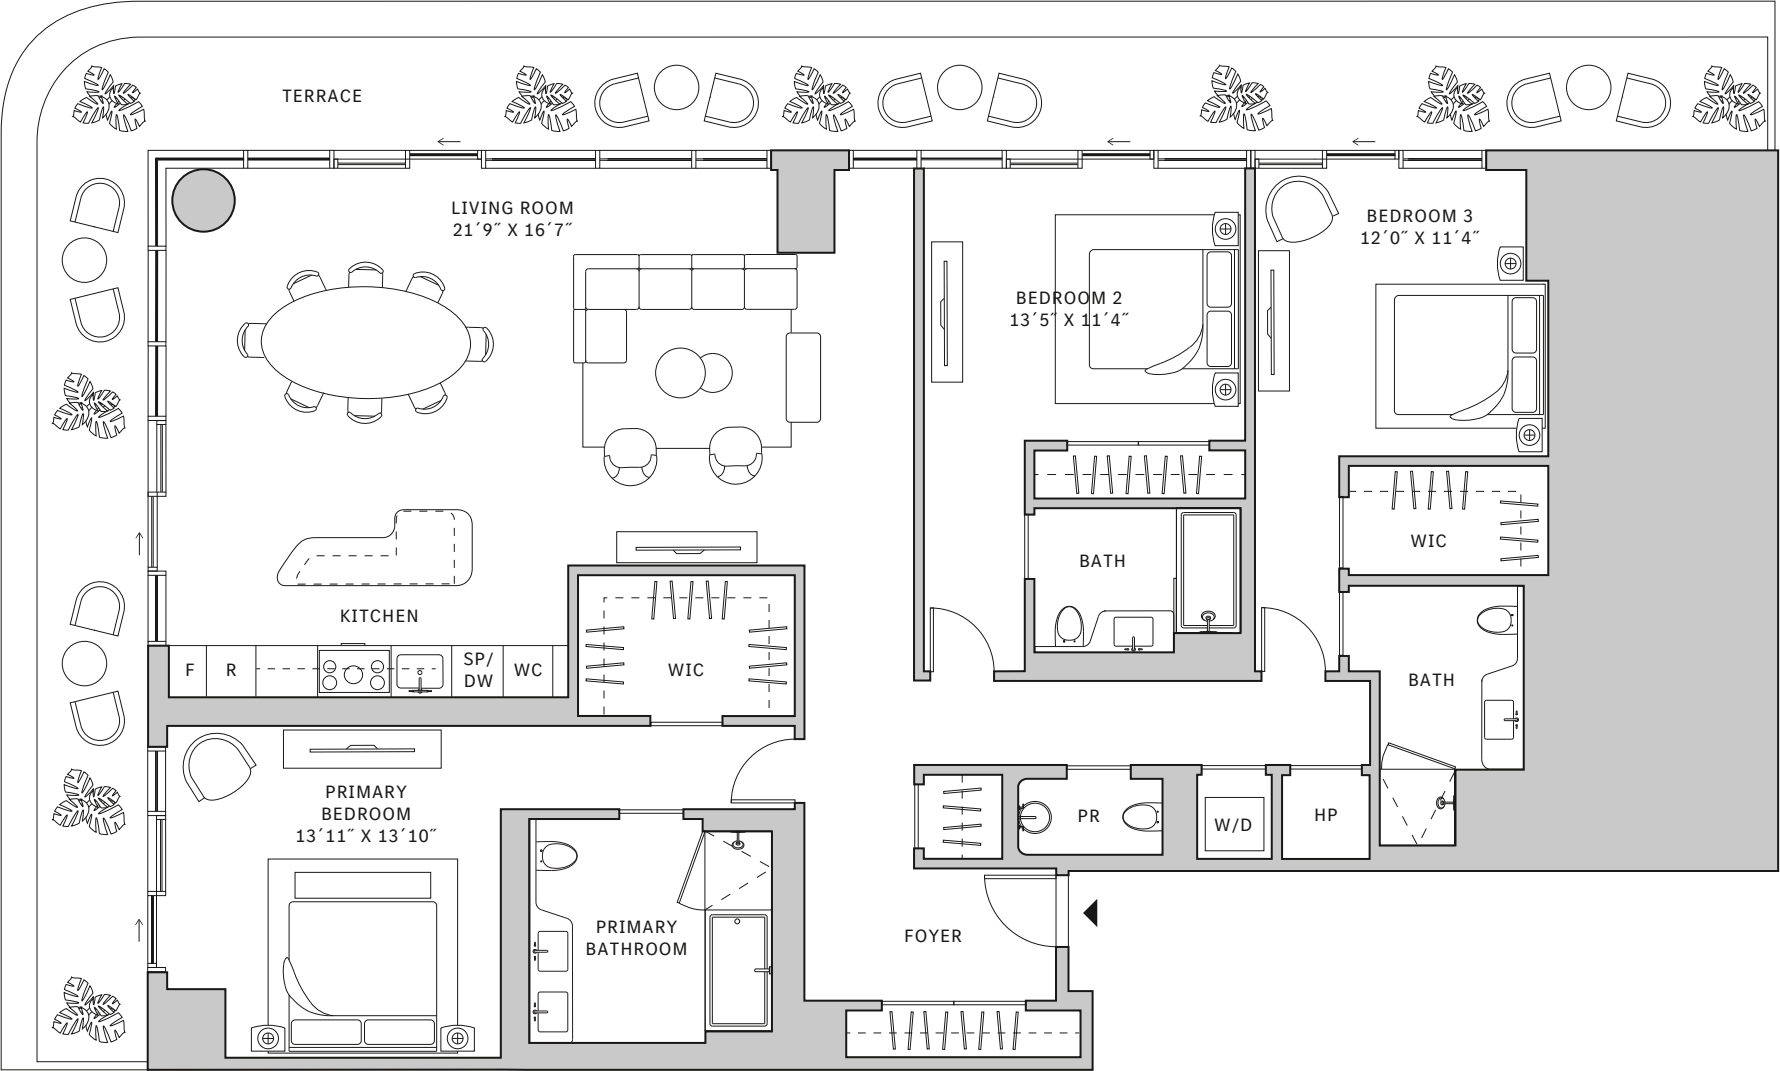 TERRACE
LIVING ROOM
21´9˝ X 16´7˝
BEDROOM 3
12´0˝ X 11´4˝
BEDROOM 2
13´5˝ X 11´4˝
WIC
BATH
KITCHEN
F
R
SP/
DW
WC
WIC
BATH
PRIMARY
BEDROOM
13´11˝ X 13´10˝
PR
W/D
HP
PRIMARY
BATHROOM
FOYER